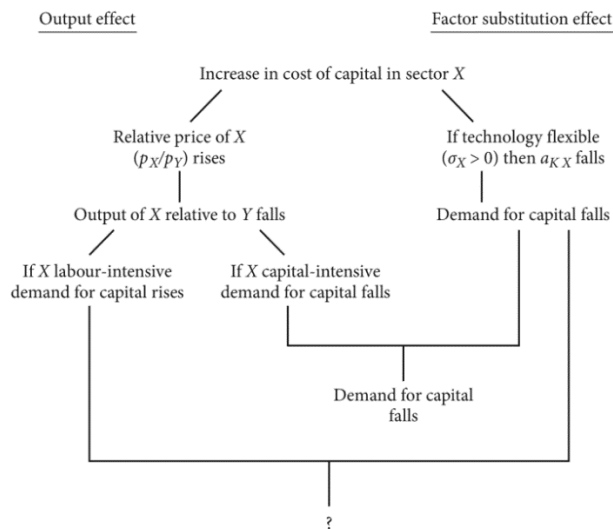 Output effect
Factor substitution effect
Increase in cost of capital in sector X
Relative price of X
(pX/pY) rises
If technology flexible
(σX > 0) then aK X falls
Output of X relative to Y falls
Demand for capital falls
If X labour-intensive
demand for capital rises
If X capital-intensive
demand for capital falls
Demand for capital
falls
?